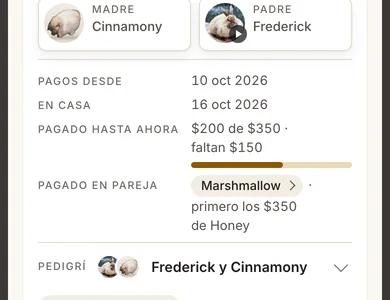 MADRE
Cinnamony
PADRE
Frederick
PAGOS DESDE 10 oct 2026
EN CASA 16 oct 2026
PAGADO HASTA AHORA $200 de $350 ·
faltan $150
PAGADO EN PAREJA Marshmallow ·
primero los $350
de Honey
PEDIGRÍ Frederick y Cinnamony